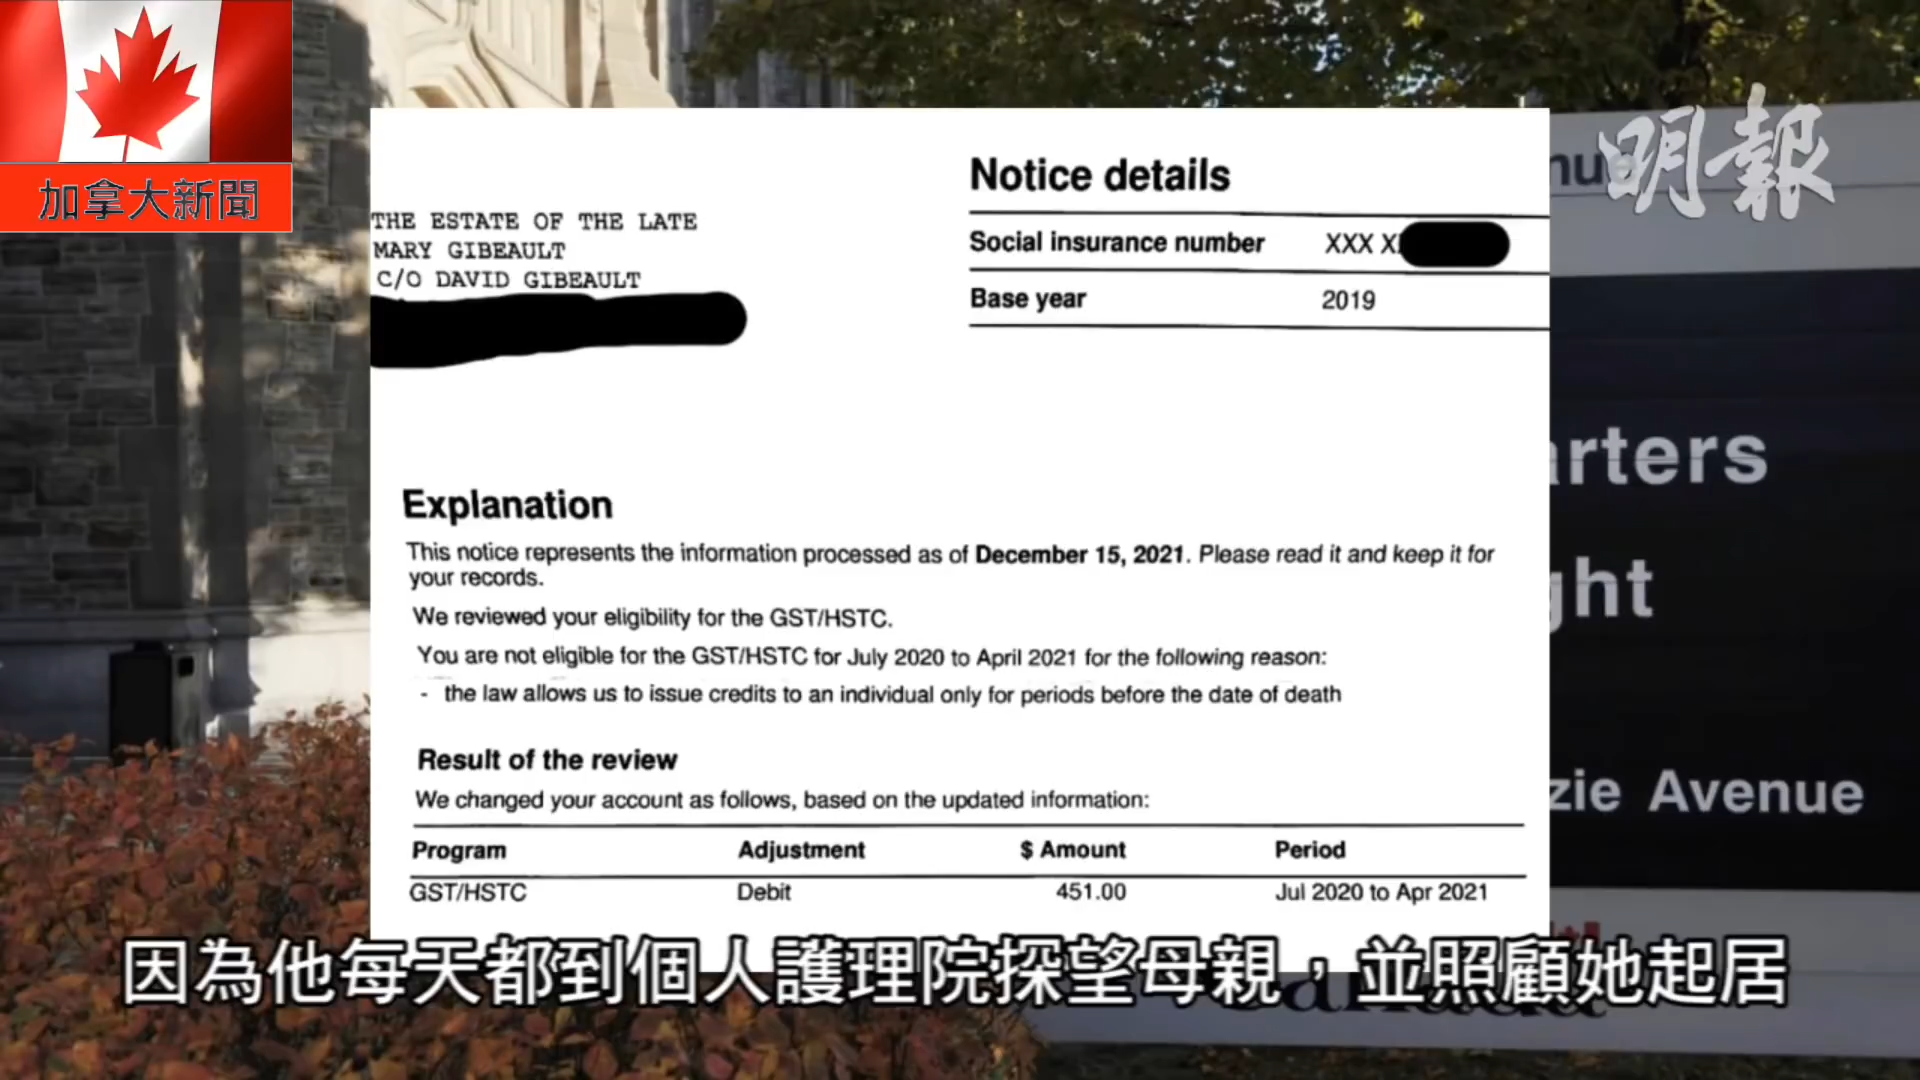 加拿大新聞
明報
THE ESTATE OF THE LATE
MARY GIBEAULT
C/O DAVID GIBEAULT
Notice details
Social insurance number XXX X
Base year 2019
Explanation
This notice represents the information processed as of December 15, 2021. Please read it and keep it for
your records.
We reviewed your eligibility for the GST/HSTC.
You are not eligible for the GST/HSTC for July 2020 to April 2021 for the following reason:
- the law allows us to issue credits to an individual only for periods before the date of death
Result of the review
We changed your account as follows, based on the updated information:
Program Adjustment $ Amount Period
GST/HSTC Debit 451.00 Jul 2020 to Apr 2021
nue
arters
ght
zie Avenue
因為他每天都到個人護理院探望母親，並照顧她起居